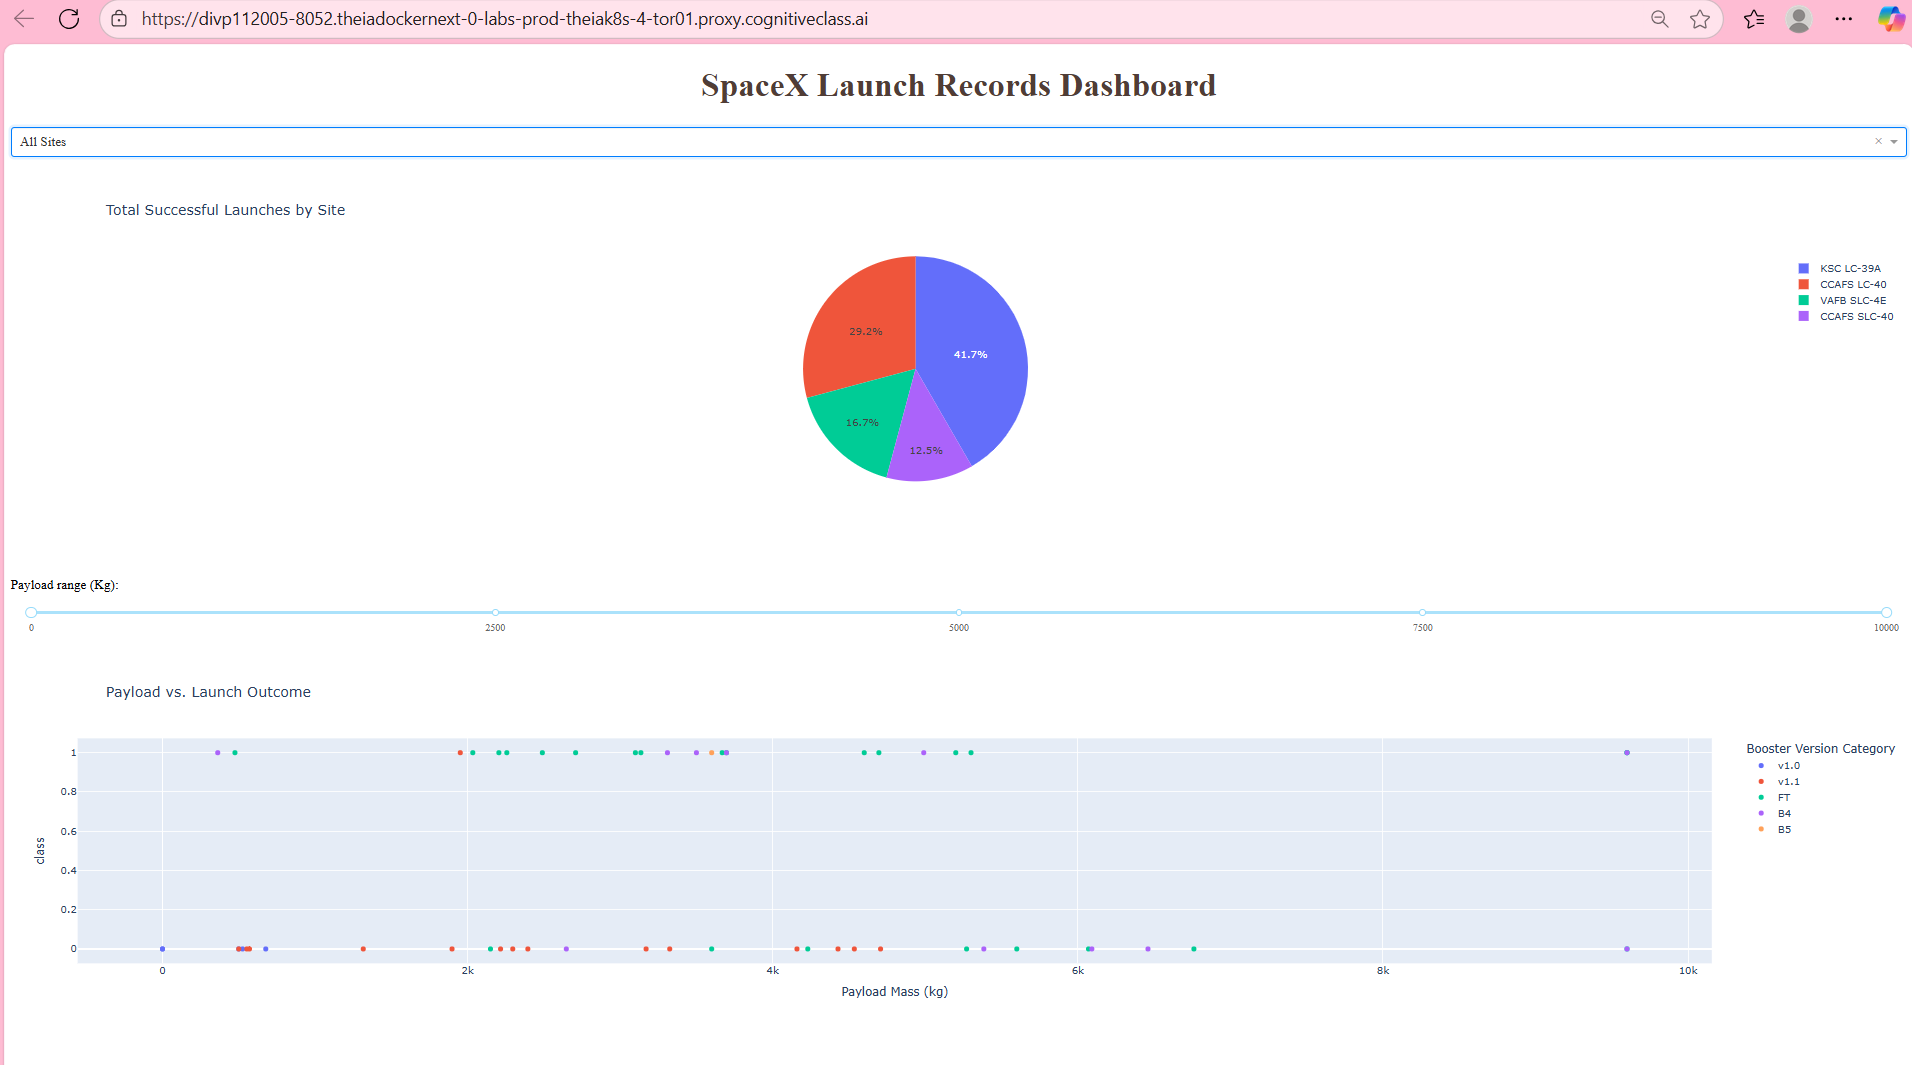 https://divp112005-8052.theiadockernext-0-labs-prod-theiak8s-4-tor01.proxy.cognitiveclass.ai
SpaceX Launch Records Dashboard
All Sites
Total Successful Launches by Site
KSC LC-39A
CCAFS LC-40
VAFB SLC-4E
CCAFS SLC-40
29.2%
41.7%
16.7%
12.5%
Payload range (Kg):
0 2500 5000 7500 10000
Payload vs. Launch Outcome
Booster Version Category
v1.0
v1.1
FT
B4
B5
class
1
0.8
0.6
0.4
0.2
0
0 2k 4k 6k 8k 10k
Payload Mass (kg)